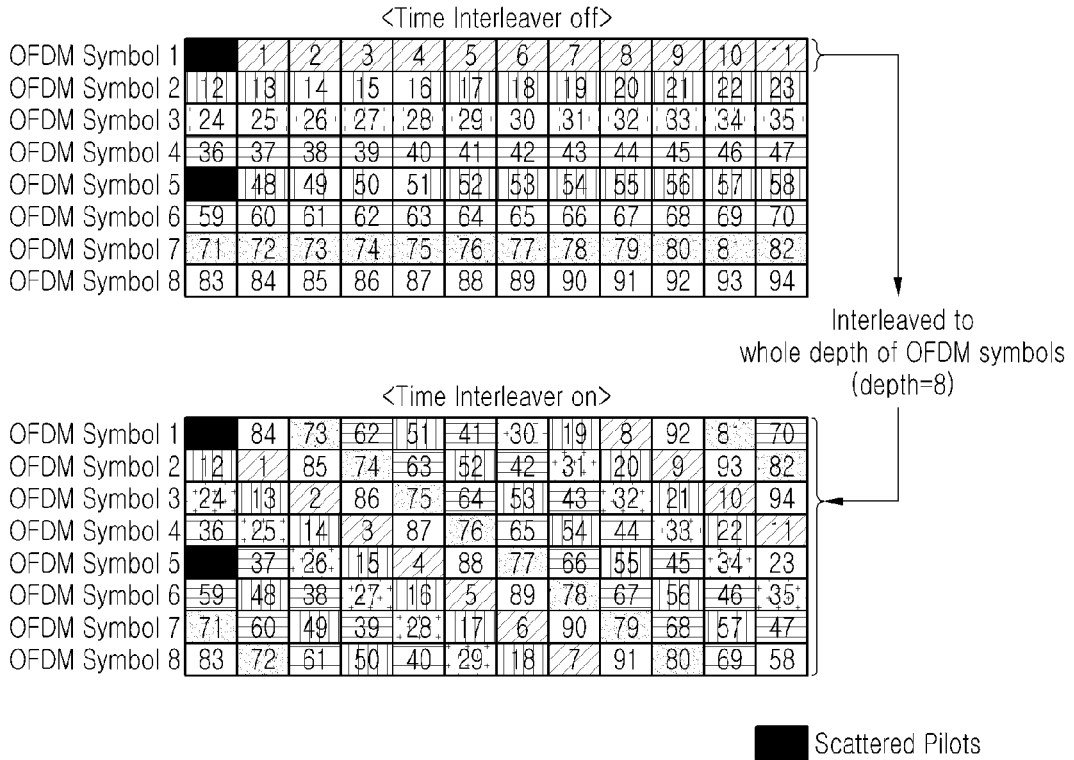 <Time Interleaver off>
OFDM Symbol 1 1 2 3 4 5 6 7 8 9 10 11
OFDM Symbol 2 12 13 14 15 16 17 18 19 20 21 22 23
OFDM Symbol 3 24 25 26 27 28 29 30 31 32 33 34 35
OFDM Symbol 4 36 37 38 39 40 41 42 43 44 45 46 47
OFDM Symbol 5 48 49 50 51 52 53 54 55 56 57 58
OFDM Symbol 6 59 60 61 62 63 64 65 66 67 68 69 70
OFDM Symbol 7 71 72 73 74 75 76 77 78 79 80 8 82
OFDM Symbol 8 83 84 85 86 87 88 89 90 91 92 93 94
Interleaved to
whole depth of OFDM symbols
(depth=8)
<Time Interleaver on>
OFDM Symbol 1 84 73 62 51 41 30 19 8 92 8 70
OFDM Symbol 2 12 1 85 74 63 52 42 31 20 9 93 82
OFDM Symbol 3 24 13 2 86 75 64 53 43 32 21 10 94
OFDM Symbol 4 36 25 14 3 87 76 65 54 44 33 22 11
OFDM Symbol 5 37 26 15 4 88 77 66 55 45 34 23
OFDM Symbol 6 59 48 38 27 16 5 89 78 67 56 46 35
OFDM Symbol 7 71 60 49 39 28 17 6 90 79 68 57 47
OFDM Symbol 8 83 72 61 50 40 29 18 7 91 80 69 58
Scattered Pilots